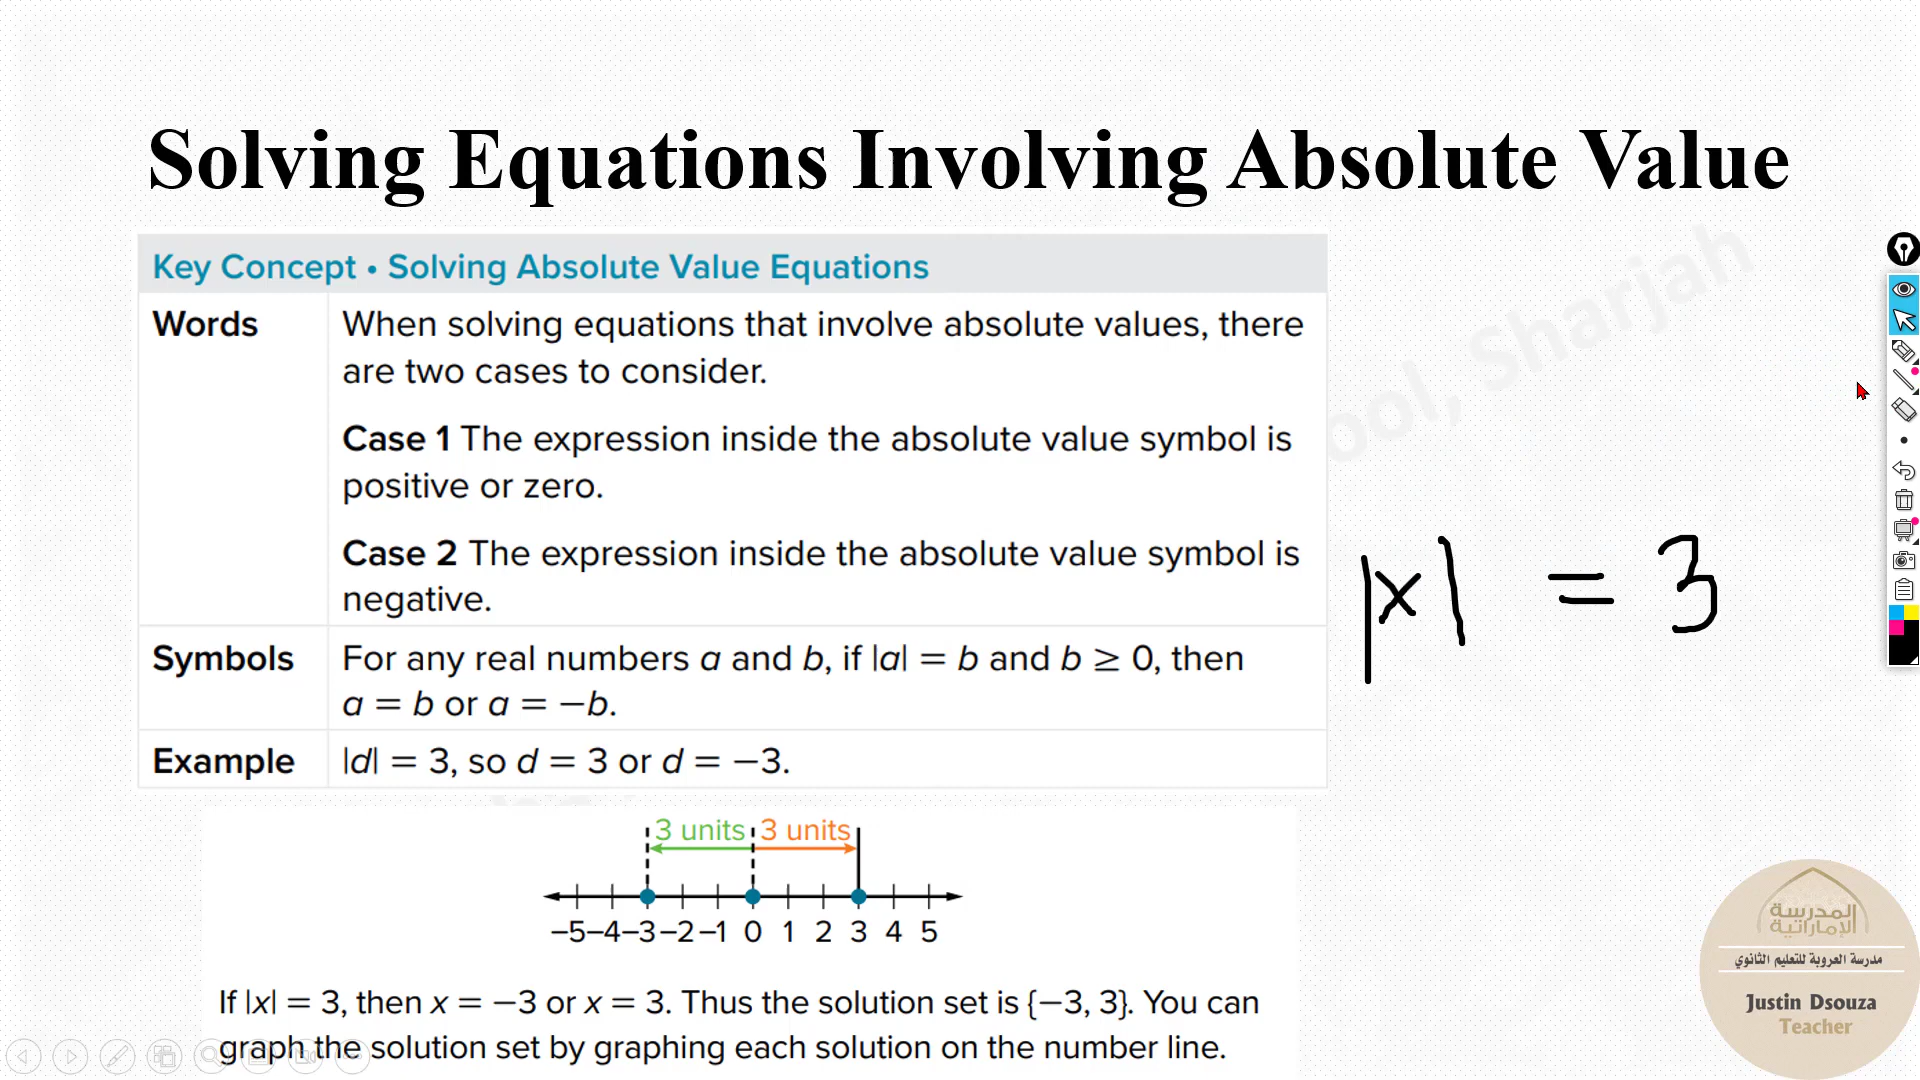 Solving Equations Involving Absolute Value
Key Concept • Solving Absolute Value Equations
Words
When solving equations that involve absolute values, there
are two cases to consider.
Case 1 The expression inside the absolute value symbol is
positive or zero.
Case 2 The expression inside the absolute value symbol is
negative.
Symbols
For any real numbers a and b, if |a| = b and b ≥ 0, then
a = b or a = −b.
Example
|d| = 3, so d = 3 or d = −3.
|x| = 3
3 units 3 units
−5 −4 −3 −2 −1 0 1 2 3 4 5
If |x| = 3, then x = −3 or x = 3. Thus the solution set is {−3, 3}. You can
graph the solution set by graphing each solution on the number line.
Sharjah
المدرسة
الإماراتية
مدرسة العروبة للتعليم الثانوي
Justin Dsouza
Teacher